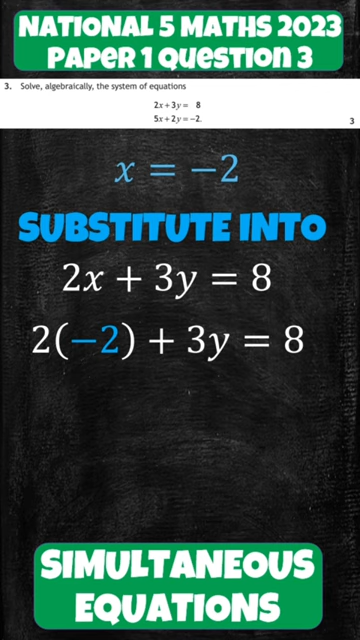 NATIONAL 5 MATHS 2023
PAPER 1 QUESTION 3
3. Solve, algebraically, the system of equations
2x + 3y = 8
5x + 2y = −2.
3
x = −2
SUBSTITUTE INTO
2x + 3y = 8
2(−2) + 3y = 8
SIMULTANEOUS
EQUATIONS